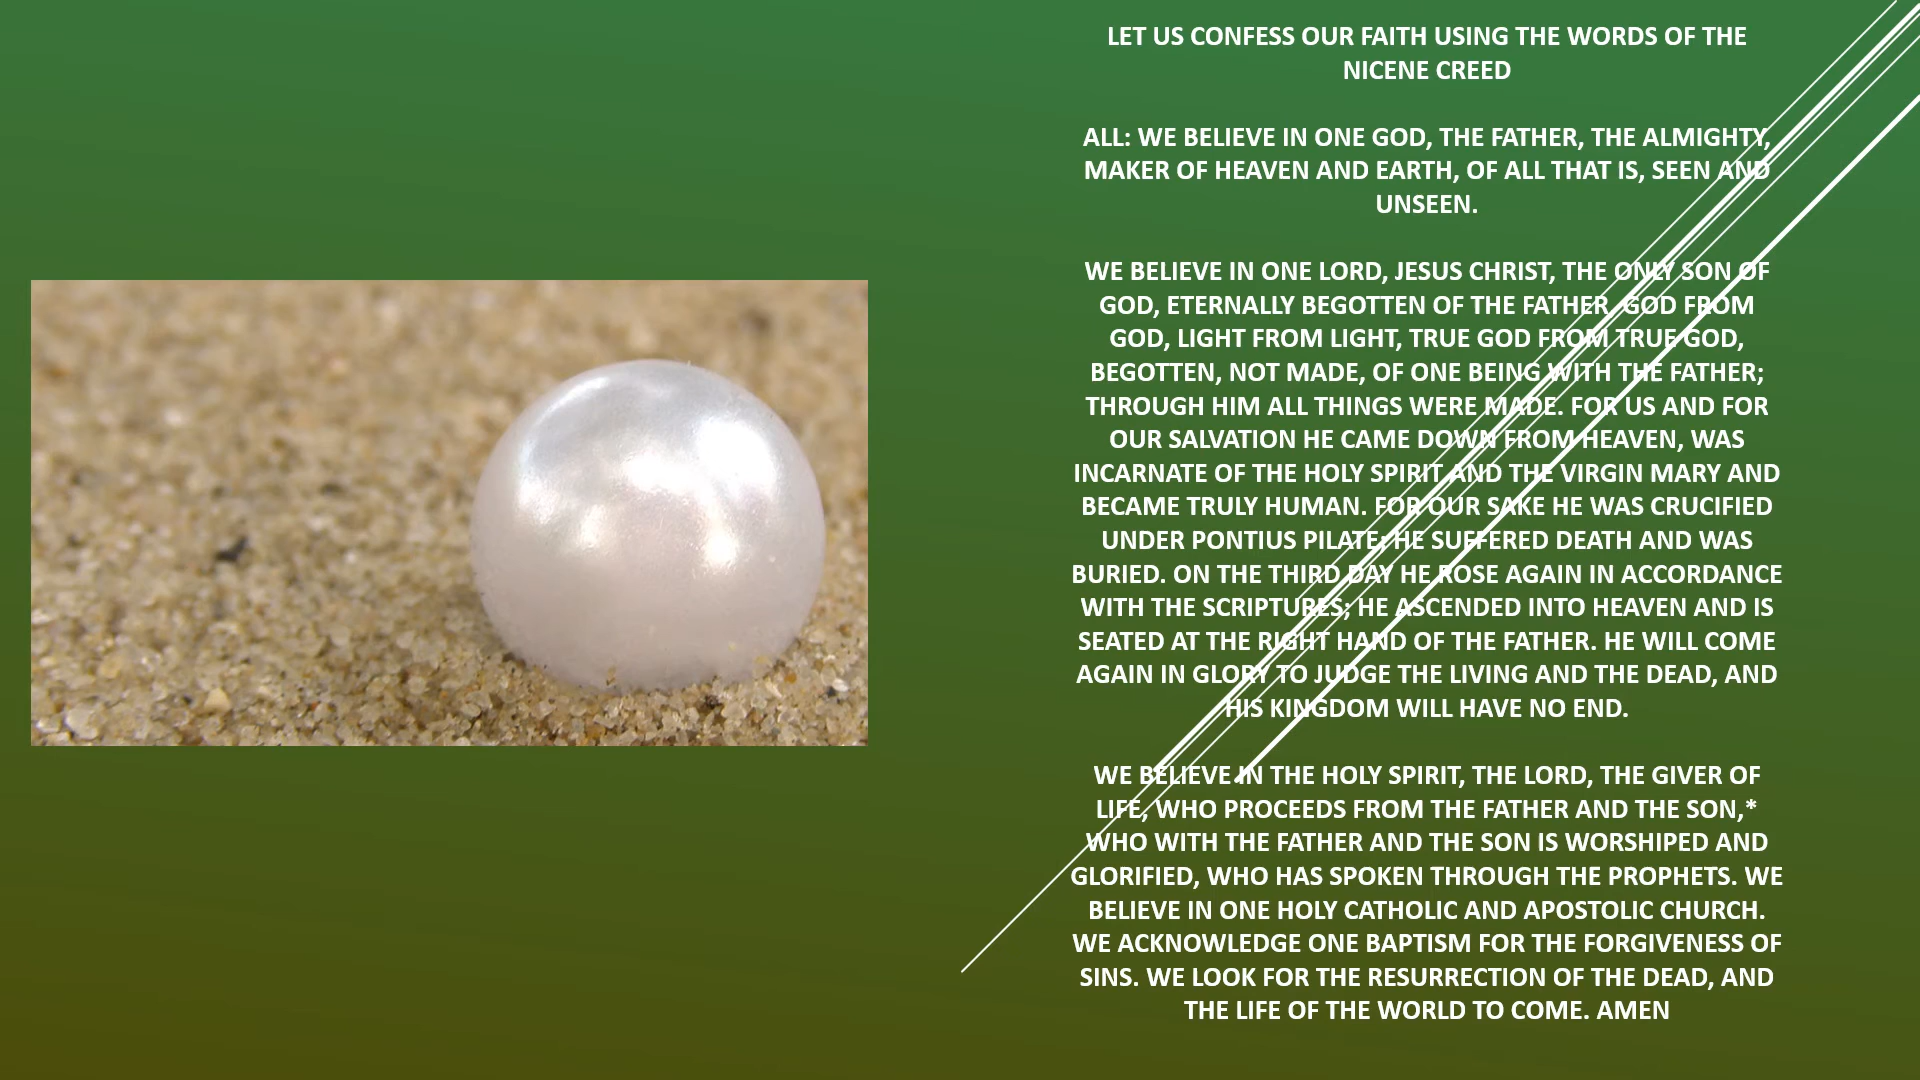 LET US CONFESS OUR FAITH USING THE WORDS OF THE
NICENE CREED
ALL: WE BELIEVE IN ONE GOD, THE FATHER, THE ALMIGHTY,
MAKER OF HEAVEN AND EARTH, OF ALL THAT IS, SEEN AND
UNSEEN.
WE BELIEVE IN ONE LORD, JESUS CHRIST, THE ONLY SON OF
GOD, ETERNALLY BEGOTTEN OF THE FATHER, GOD FROM
GOD, LIGHT FROM LIGHT, TRUE GOD FROM TRUE GOD,
BEGOTTEN, NOT MADE, OF ONE BEING WITH THE FATHER;
THROUGH HIM ALL THINGS WERE MADE. FOR US AND FOR
OUR SALVATION HE CAME DOWN FROM HEAVEN, WAS
INCARNATE OF THE HOLY SPIRIT AND THE VIRGIN MARY AND
BECAME TRULY HUMAN. FOR OUR SAKE HE WAS CRUCIFIED
UNDER PONTIUS PILATE; HE SUFFERED DEATH AND WAS
BURIED. ON THE THIRD DAY HE ROSE AGAIN IN ACCORDANCE
WITH THE SCRIPTURES; HE ASCENDED INTO HEAVEN AND IS
SEATED AT THE RIGHT HAND OF THE FATHER. HE WILL COME
AGAIN IN GLORY TO JUDGE THE LIVING AND THE DEAD, AND
HIS KINGDOM WILL HAVE NO END.
WE BELIEVE IN THE HOLY SPIRIT, THE LORD, THE GIVER OF
LIFE, WHO PROCEEDS FROM THE FATHER AND THE SON,*
WHO WITH THE FATHER AND THE SON IS WORSHIPED AND
GLORIFIED, WHO HAS SPOKEN THROUGH THE PROPHETS. WE
BELIEVE IN ONE HOLY CATHOLIC AND APOSTOLIC CHURCH.
WE ACKNOWLEDGE ONE BAPTISM FOR THE FORGIVENESS OF
SINS. WE LOOK FOR THE RESURRECTION OF THE DEAD, AND
THE LIFE OF THE WORLD TO COME. AMEN